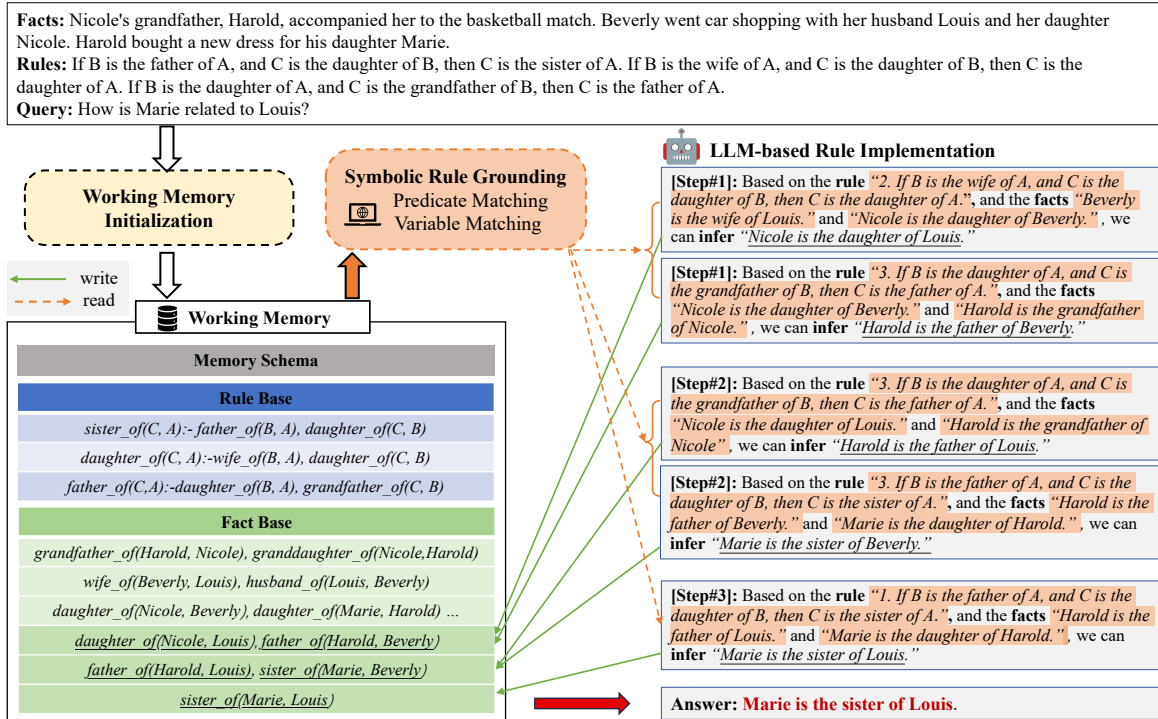 Facts: Nicole's grandfather, Harold, accompanied her to the basketball match. Beverly went car shopping with her husband Louis and her daughter
Nicole. Harold bought a new dress for his daughter Marie.
Rules: If B is the father of A, and C is the daughter of B, then C is the sister of A. If B is the wife of A, and C is the daughter of B, then C is the
daughter of A. If B is the daughter of A, and C is the grandfather of B, then C is the father of A.
Query: How is Marie related to Louis?
Working Memory
Initialization
Symbolic Rule Grounding
Predicate Matching
Variable Matching
write
read
Working Memory
Memory Schema
Rule Base
sister_of(C, A):- father_of(B, A), daughter_of(C, B)
daughter_of(C, A):-wife_of(B, A), daughter_of(C, B)
father_of(C,A):-daughter_of(B, A), grandfather_of(C, B)
Fact Base
grandfather_of(Harold, Nicole), granddaughter_of(Nicole,Harold)
wife_of(Beverly, Louis), husband_of(Louis, Beverly)
daughter_of(Nicole, Beverly), daughter_of(Marie, Harold) ...
daughter_of(Nicole, Louis), father_of(Harold, Beverly)
father_of(Harold, Louis), sister_of(Marie, Beverly)
sister_of(Marie, Louis)
LLM-based Rule Implementation
[Step#1]: Based on the rule “2. If B is the wife of A, and C is the
daughter of B, then C is the daughter of A.”, and the facts “Beverly
is the wife of Louis.” and “Nicole is the daughter of Beverly.” , we
can infer “Nicole is the daughter of Louis.”
[Step#1]: Based on the rule “3. If B is the daughter of A, and C is
the grandfather of B, then C is the father of A.”, and the facts
“Nicole is the daughter of Beverly.” and “Harold is the grandfather
of Nicole.” , we can infer “Harold is the father of Beverly.”
[Step#2]: Based on the rule “3. If B is the daughter of A, and C is
the grandfather of B, then C is the father of A.”, and the facts
“Nicole is the daughter of Louis.” and “Harold is the grandfather of
Nicole” , we can infer “Harold is the father of Louis.”
[Step#2]: Based on the rule “3. If B is the father of A, and C is the
daughter of B, then C is the sister of A.”, and the facts “Harold is the
father of Beverly.” and “Marie is the daughter of Harold.” , we can
infer “Marie is the sister of Beverly.”
[Step#3]: Based on the rule “1. If B is the father of A, and C is the
daughter of B, then C is the sister of A.”, and the facts “Harold is the
father of Louis.” and “Marie is the daughter of Harold.” , we can
infer “Marie is the sister of Louis.”
Answer: Marie is the sister of Louis.